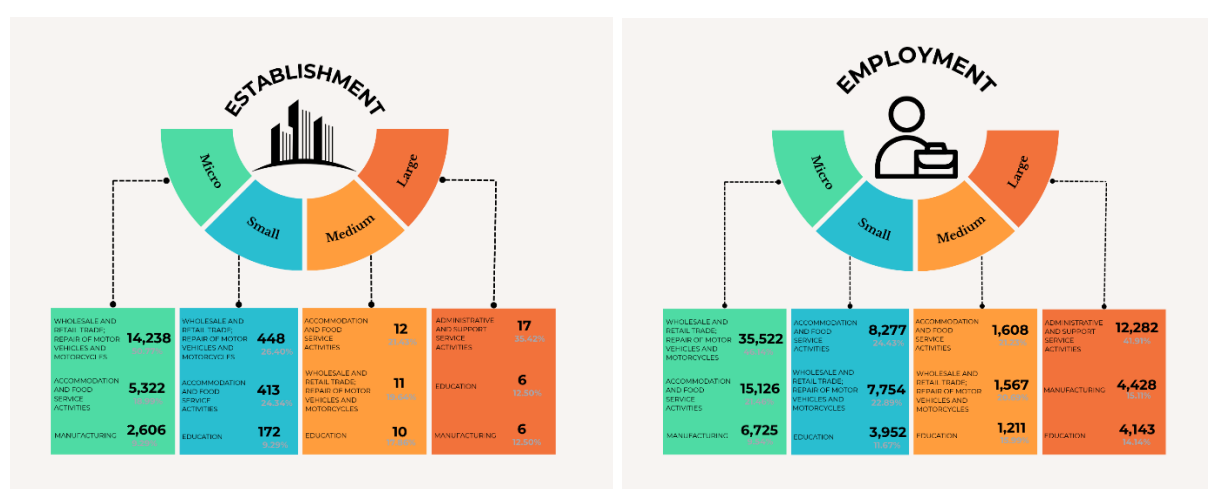 ESTABLISHMENT
Micro
Small
Medium
Large
WHOLESALE AND
RETAIL TRADE;
REPAIR OF MOTOR
VEHICLES AND
MOTORCYCLES
14,238
ACCOMMODATION
AND FOOD
SERVICE
ACTIVITIES
5,322
MANUFACTURING
2,606
WHOLESALE AND
RETAIL TRADE;
REPAIR OF MOTOR
VEHICLES AND
MOTORCYCLES
448
26.40%
ACCOMMODATION
AND FOOD
SERVICE
ACTIVITIES
413
24.34%
EDUCATION
172
9.29%
ACCOMMODATION
AND FOOD
SERVICE
ACTIVITIES
12
WHOLESALE AND
RETAIL TRADE;
REPAIR OF MOTOR
VEHICLES AND
MOTORCYCLES
11
EDUCATION
10
ADMINISTRATIVE
AND SUPPORT
SERVICE
ACTIVITIES
17
35.42%
EDUCATION
6
12.50%
MANUFACTURING
6
12.50%
EMPLOYMENT
Micro
Small
Medium
Large
WHOLESALE AND
RETAIL TRADE;
REPAIR OF MOTOR
VEHICLES AND
MOTORCYCLES
35,522
ACCOMMODATION
AND FOOD
SERVICE
ACTIVITIES
15,126
MANUFACTURING
6,725
ACCOMMODATION
AND FOOD
SERVICE
ACTIVITIES
8,277
24.43%
WHOLESALE AND
RETAIL TRADE;
REPAIR OF MOTOR
VEHICLES AND
MOTORCYCLES
7,754
22.88%
EDUCATION
3,952
11.67%
ACCOMMODATION
AND FOOD
SERVICE
ACTIVITIES
1,608
WHOLESALE AND
RETAIL TRADE;
REPAIR OF MOTOR
VEHICLES AND
MOTORCYCLES
1,567
EDUCATION
1,211
ADMINISTRATIVE
AND SUPPORT
SERVICE
ACTIVITIES
12,282
41.91%
MANUFACTURING
4,428
15.11%
EDUCATION
4,143
14.14%